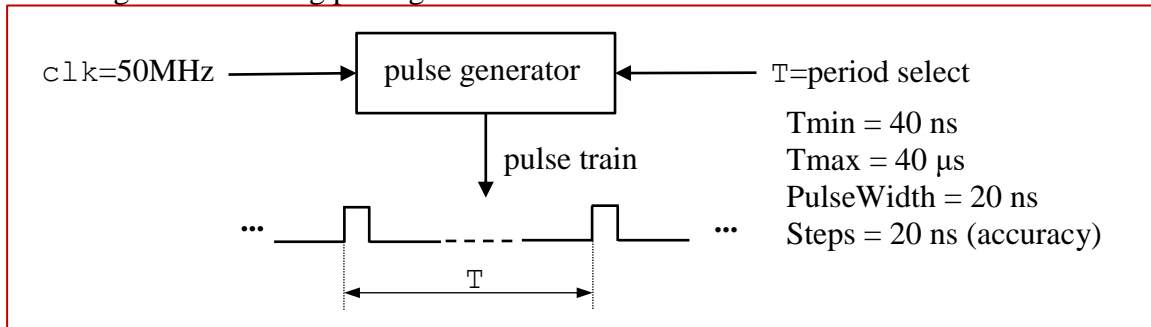 clk=50MHz
pulse generator
T=period select
Tmin = 40 ns
Tmax = 40 μs
pulse train
PulseWidth = 20 ns
... ...
Steps = 20 ns (accuracy)
T